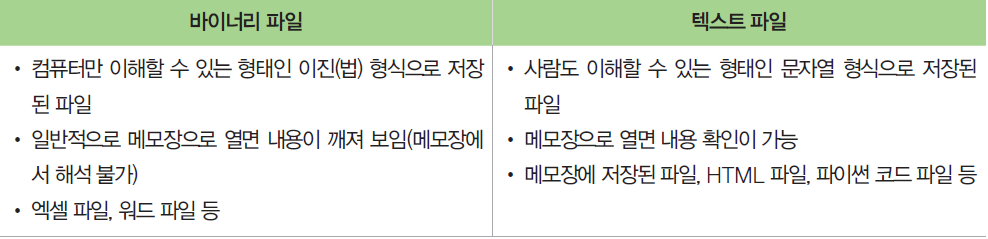 바이너리 파일
텍스트 파일
• 컴퓨터만 이해할 수 있는 형태인 이진(법) 형식으로 저장
된 파일
• 일반적으로 메모장으로 열면 내용이 깨져 보임(메모장에
서 해석 불가)
• 엑셀 파일, 워드 파일 등
• 사람도 이해할 수 있는 형태인 문자열 형식으로 저장된
파일
• 메모장으로 열면 내용 확인이 가능
• 메모장에 저장된 파일, HTML 파일, 파이썬 코드 파일 등